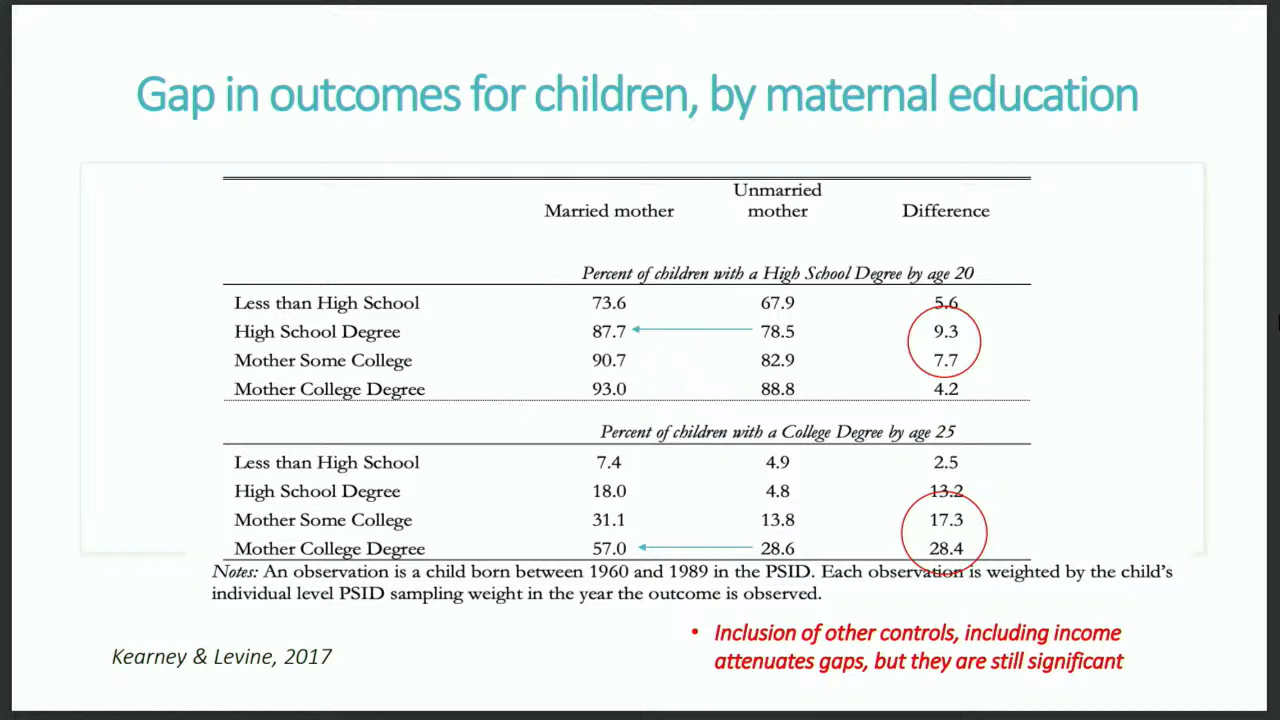 Gap in outcomes for children, by maternal education
Unmarried
Married mother mother Difference
Percent of children with a High School Degree by age 20
Less than High School 73.6 67.9 5.6
High School Degree 87.7 78.5 9.3
Mother Some College 90.7 82.9 7.7
Mother College Degree 93.0 88.8 4.2
Percent of children with a College Degree by age 25
Less than High School 7.4 4.9 2.5
High School Degree 18.0 4.8 13.2
Mother Some College 31.1 13.8 17.3
Mother College Degree 57.0 28.6 28.4
Notes: An observation is a child born between 1960 and 1989 in the PSID. Each observation is weighted by the child's
individual level PSID sampling weight in the year the outcome is observed.
• Inclusion of other controls, including income
attenuates gaps, but they are still significant
Kearney & Levine, 2017